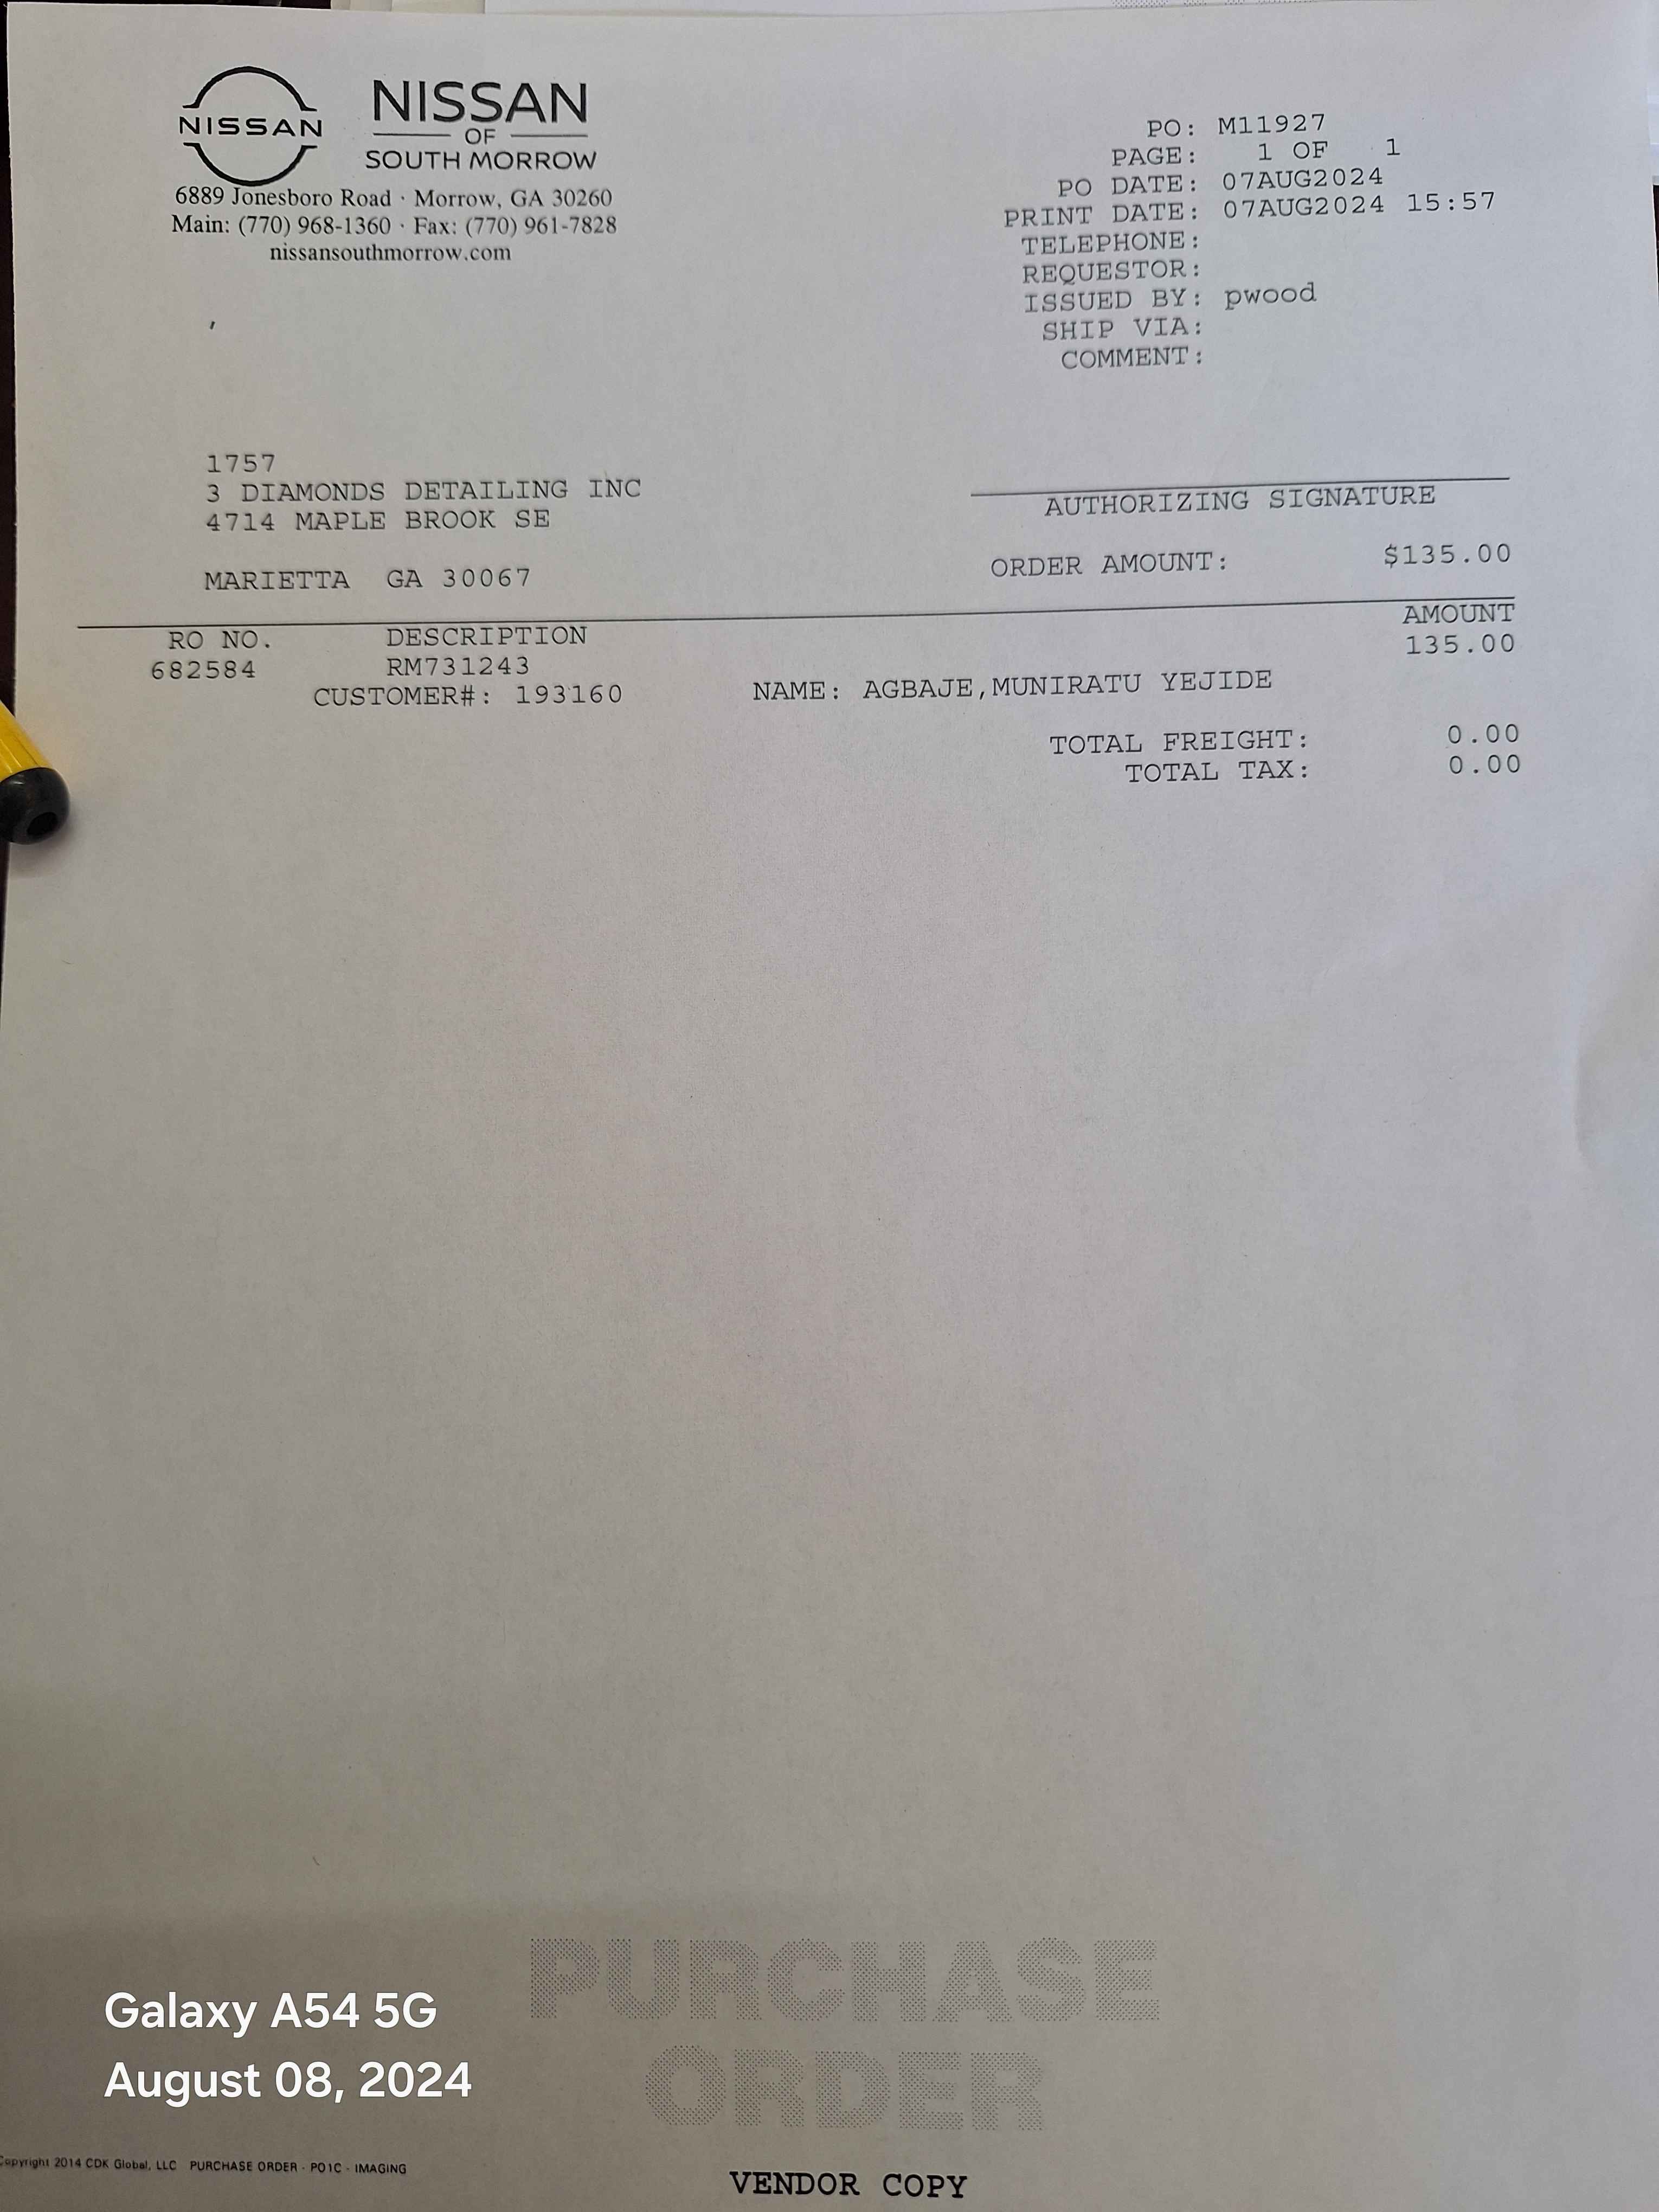 NISSAN
NISSAN
OF
SOUTH MORROW
6889 Jonesboro Road · Morrow, GA 30260
Main: (770) 968-1360 · Fax: (770) 961-7828
nissansouthmorrow.com
PO: M11927
PAGE: 1 OF 1
PO DATE: 07AUG2024
PRINT DATE: 07AUG2024 15:57
TELEPHONE:
REQUESTOR:
ISSUED BY: pwood
SHIP VIA:
COMMENT:
1757
3 DIAMONDS DETAILING INC
4714 MAPLE BROOK SE
MARIETTA GA 30067
AUTHORIZING SIGNATURE
ORDER AMOUNT: $135.00
RO NO. DESCRIPTION AMOUNT
682584 RM731243 135.00
CUSTOMER#: 193160 NAME: AGBAJE,MUNIRATU YEJIDE
TOTAL FREIGHT: 0.00
TOTAL TAX: 0.00
PURCHASE
ORDER
Galaxy A54 5G
August 08, 2024
Copyright 2014 CDK Global, LLC PURCHASE ORDER - PO1C - IMAGING
VENDOR COPY